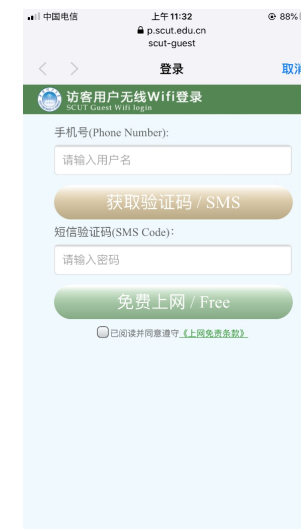 中国电信 上午 11:32 88%
p.scut.edu.cn
scut-guest
登录 取消
访客用户无线Wifi登录
SCUT Guest Wifi login
手机号(Phone Number):
请输入用户名
获取验证码 / SMS
短信验证码(SMS Code)：
请输入密码
免费上网 / Free
已阅读并同意遵守《上网免责条款》